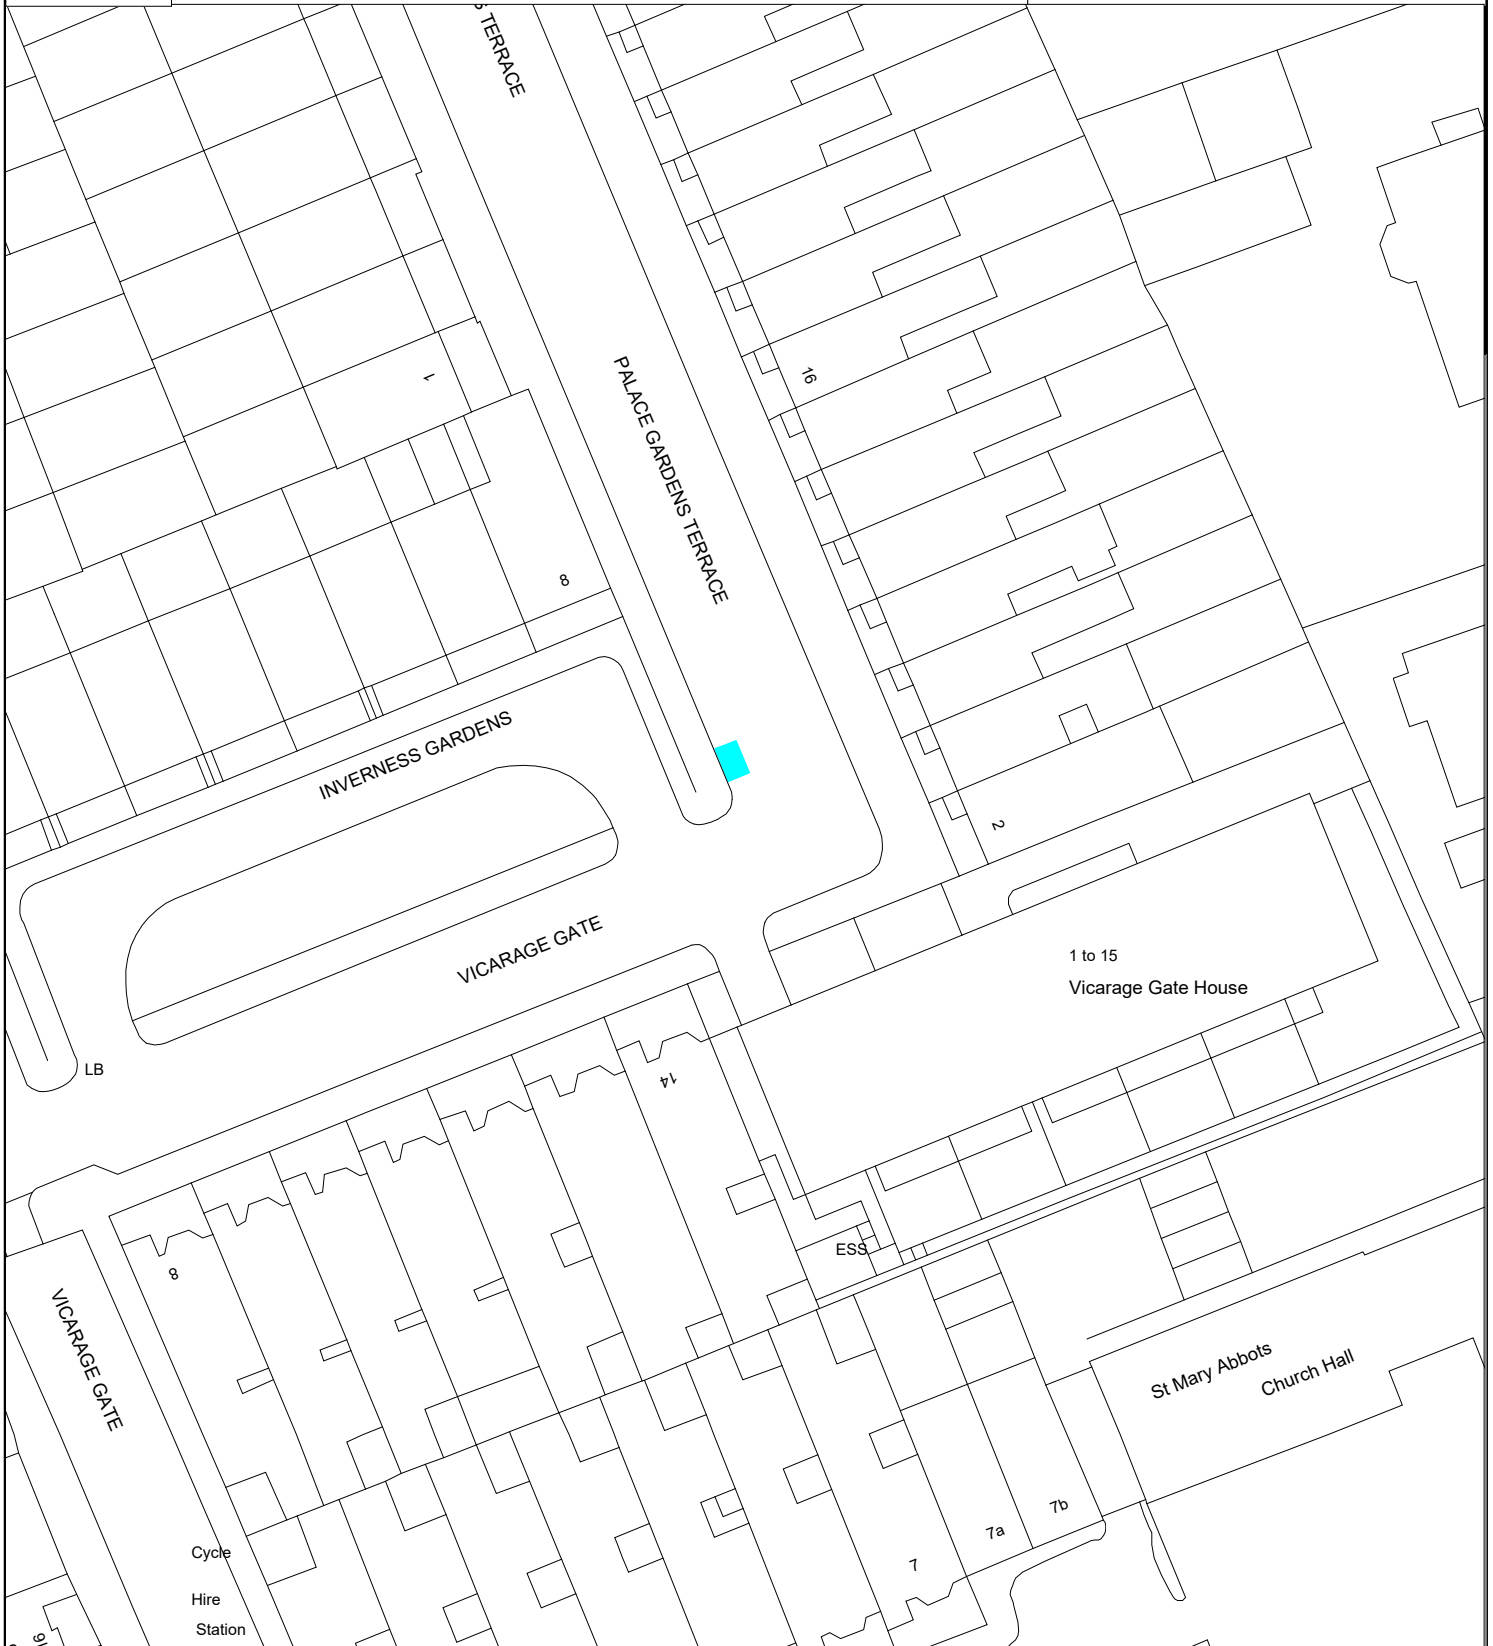 S TERRACE
PALACE GARDENS TERRACE
16
1
8
INVERNESS GARDENS
2
VICARAGE GATE
1 to 15
Vicarage Gate House
LB
14
ESS
8
VICARAGE GATE
St Mary Abbots
Church Hall
7b
7a
7
Cycle
Hire
Station